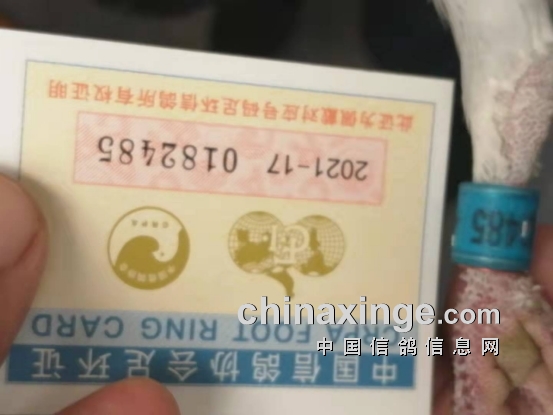 中国信鸽协会足环证
FOOT RING CARD
2021-17 0182485
此证为佩戴对应号码足环信鸽所有权证明
485
chinaxinge.com
中国信鸽信息网